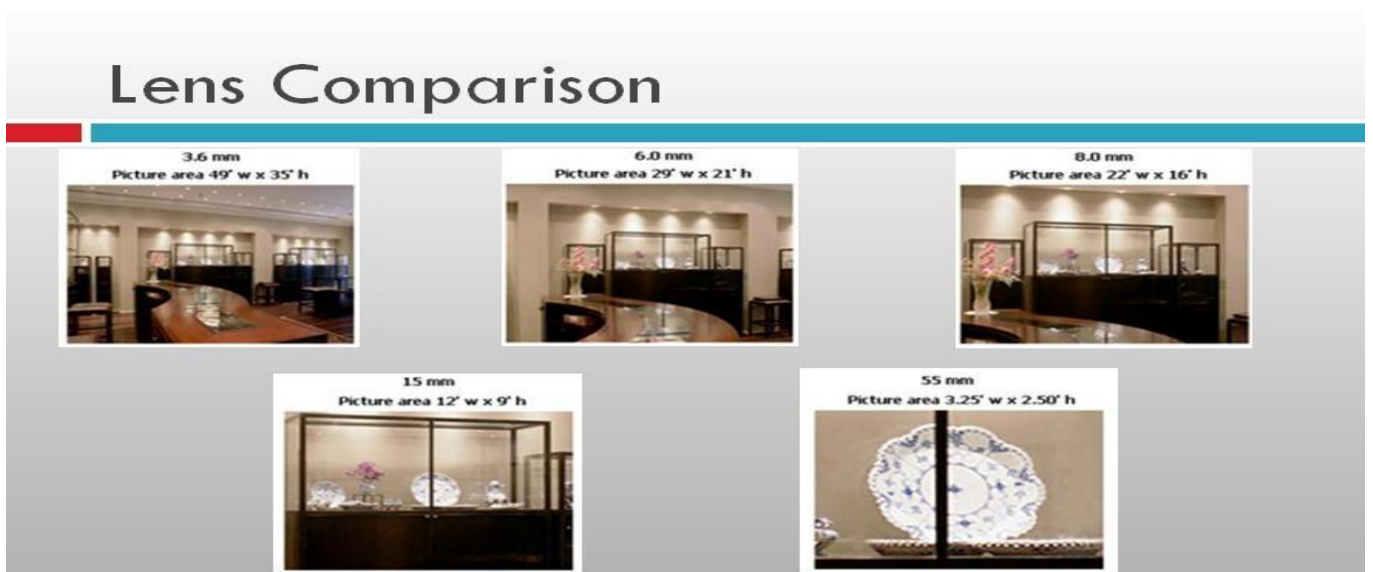 Lens Comparison
3.6 mm
Picture area 49' w x 35' h
6.0 mm
Picture area 29' w x 21' h
8.0 mm
Picture area 22' w x 16' h
15 mm
Picture area 12' w x 9' h
55 mm
Picture area 3.25' w x 2.50' h